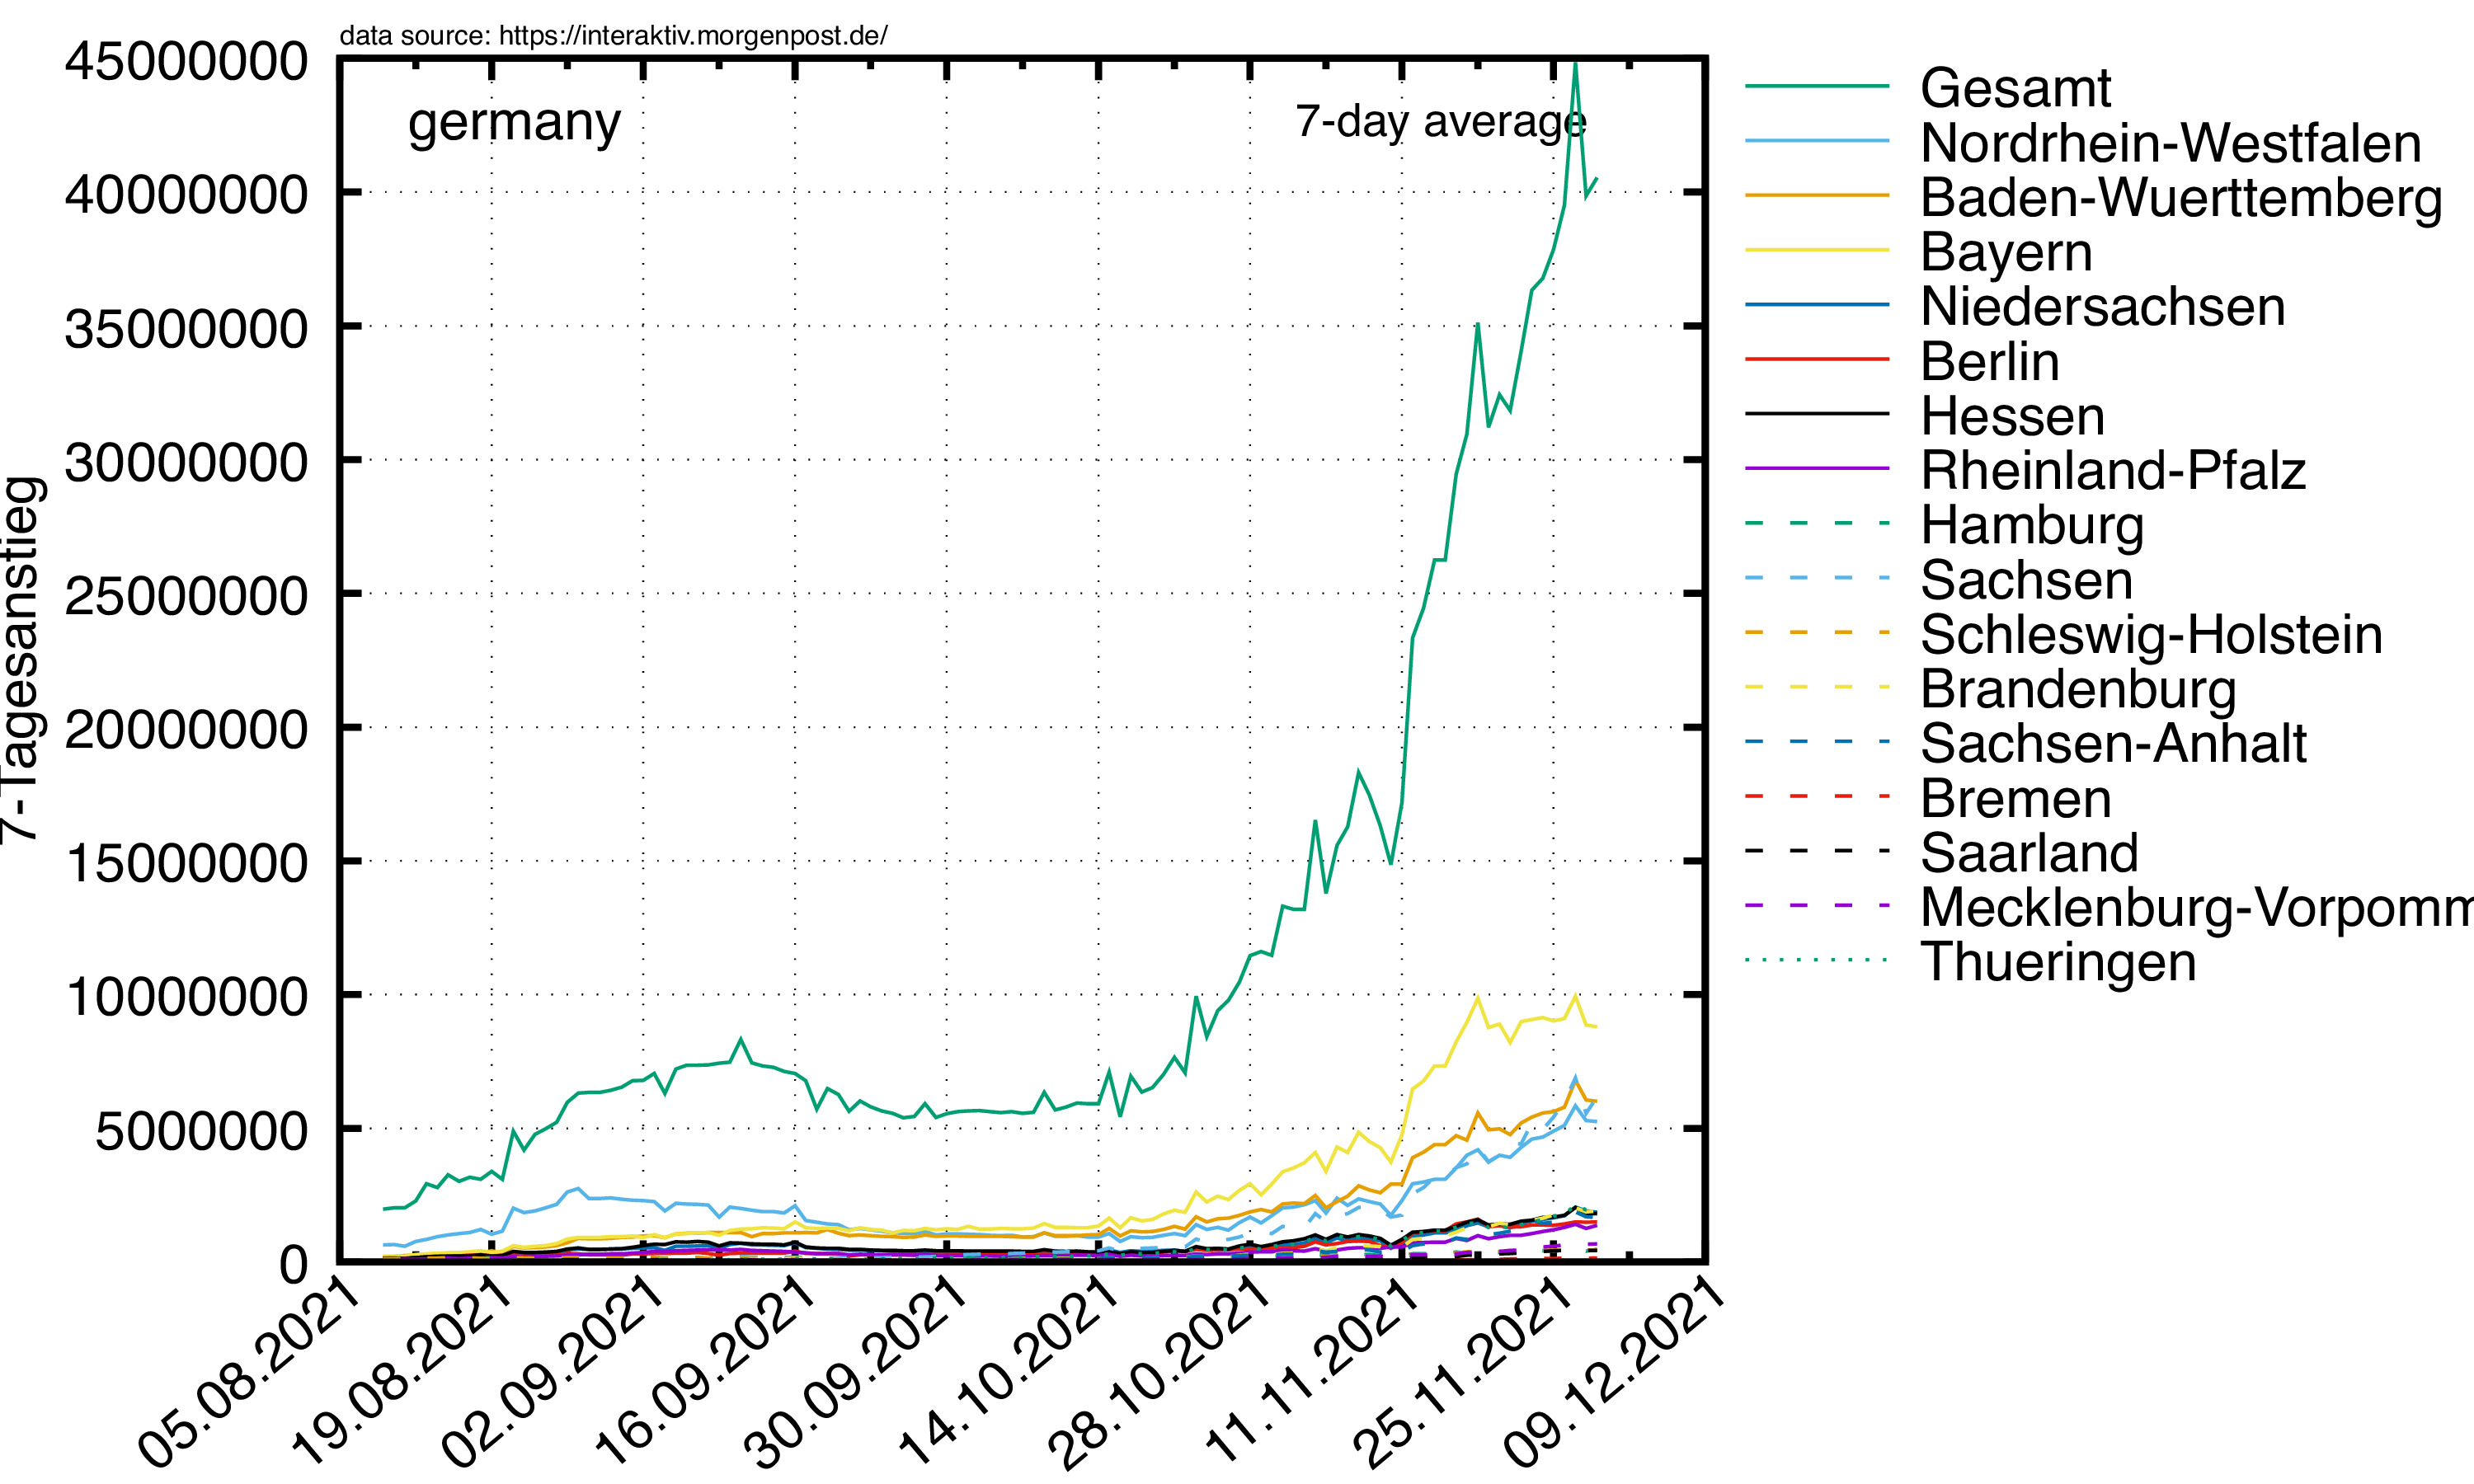 data source: https://interaktiv.morgenpost.de/
germany
7-day average
7-Tagesanstieg
45000000
40000000
35000000
30000000
25000000
20000000
15000000
10000000
5000000
0
05.08.2021
19.08.2021
02.09.2021
16.09.2021
30.09.2021
14.10.2021
28.10.2021
11.11.2021
25.11.2021
09.12.2021
Gesamt
Nordrhein-Westfalen
Baden-Wuerttemberg
Bayern
Niedersachsen
Berlin
Hessen
Rheinland-Pfalz
Hamburg
Sachsen
Schleswig-Holstein
Brandenburg
Sachsen-Anhalt
Bremen
Saarland
Mecklenburg-Vorpomm
Thueringen